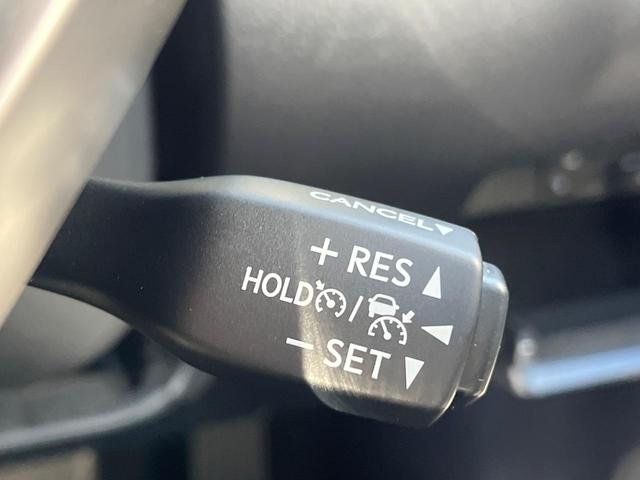 CANCEL▼
+ RES ▲
HOLD / ◀
− SET ▼